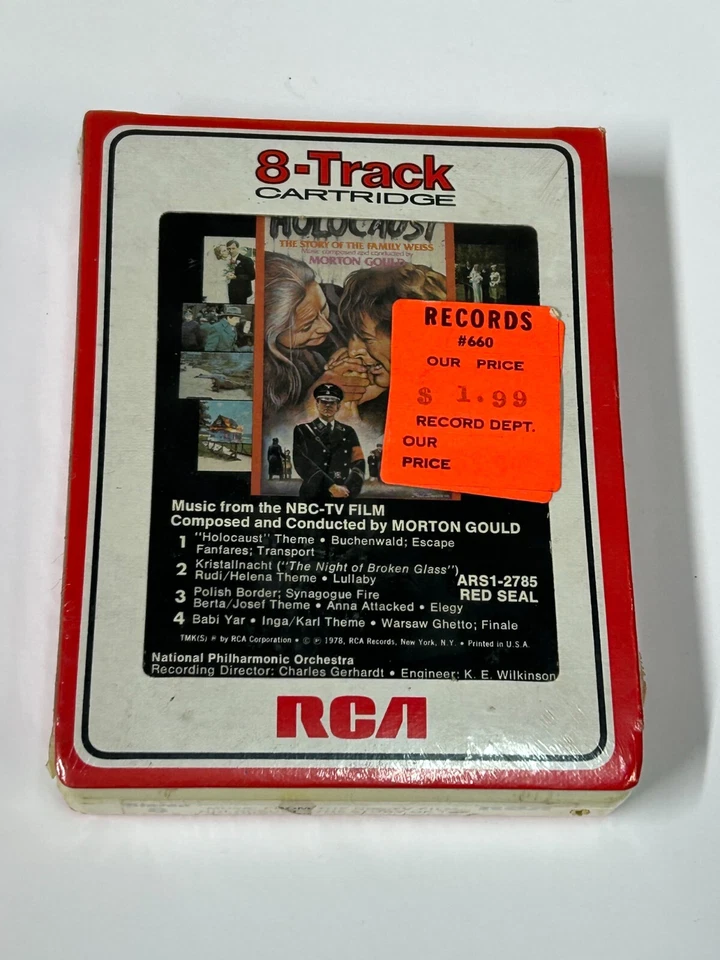 8-Track
CARTRIDGE
HOLOCAUST
THE STORY OF THE FAMILY WEISS
Music composed and conducted by
MORTON GOULD
RECORDS
#660
OUR PRICE
$ 1.99
RECORD DEPT.
OUR
PRICE
Music from the NBC-TV FILM
Composed and Conducted by MORTON GOULD
1 "Holocaust" Theme • Buchenwald; Escape
Fanfares; Transport
2 Kristallnacht ("The Night of Broken Glass")
Rudi/Helena Theme • Lullaby
3 Polish Border; Synagogue Fire
Berta/Josef Theme • Anna Attacked • Elegy
4 Babi Yar • Inga/Karl Theme • Warsaw Ghetto; Finale
ARS1-2785
RED SEAL
TMK(S) ® by RCA Corporation • © ℗ 1978, RCA Records, New York, N.Y. • Printed in U.S.A.
National Philharmonic Orchestra
Recording Director: Charles Gerhardt • Engineer: K. E. Wilkinson
RCA